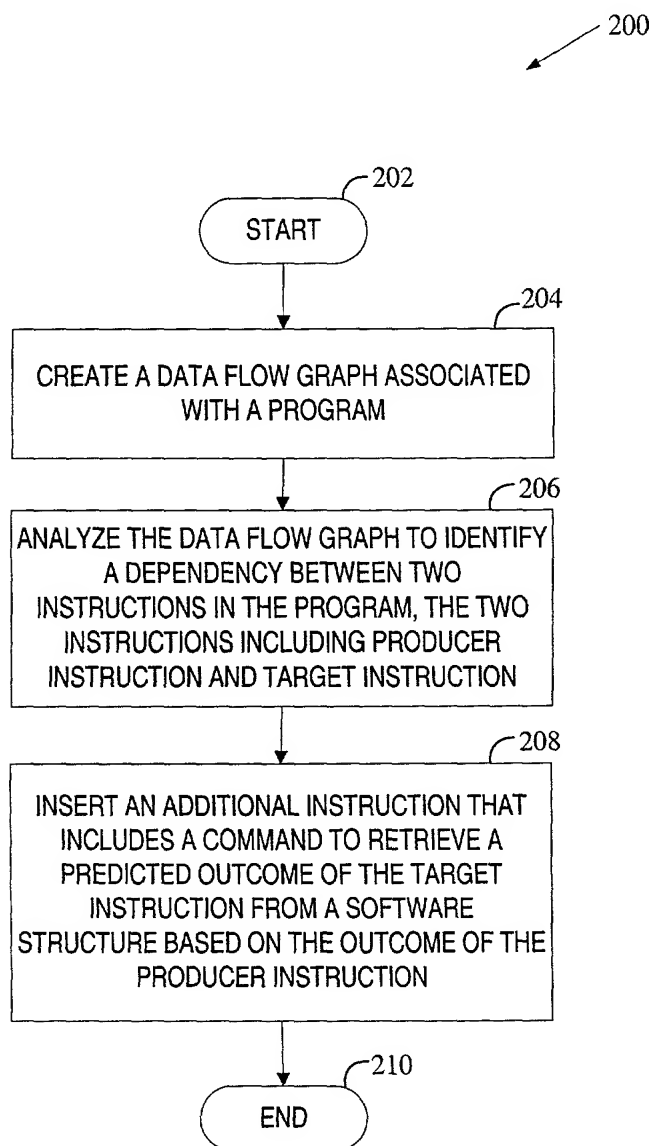 200
202
START
204
CREATE A DATA FLOW GRAPH ASSOCIATED
WITH A PROGRAM
206
ANALYZE THE DATA FLOW GRAPH TO IDENTIFY
A DEPENDENCY BETWEEN TWO
INSTRUCTIONS IN THE PROGRAM, THE TWO
INSTRUCTIONS INCLUDING PRODUCER
INSTRUCTION AND TARGET INSTRUCTION
208
INSERT AN ADDITIONAL INSTRUCTION THAT
INCLUDES A COMMAND TO RETRIEVE A
PREDICTED OUTCOME OF THE TARGET
INSTRUCTION FROM A SOFTWARE
STRUCTURE BASED ON THE OUTCOME OF THE
PRODUCER INSTRUCTION
210
END